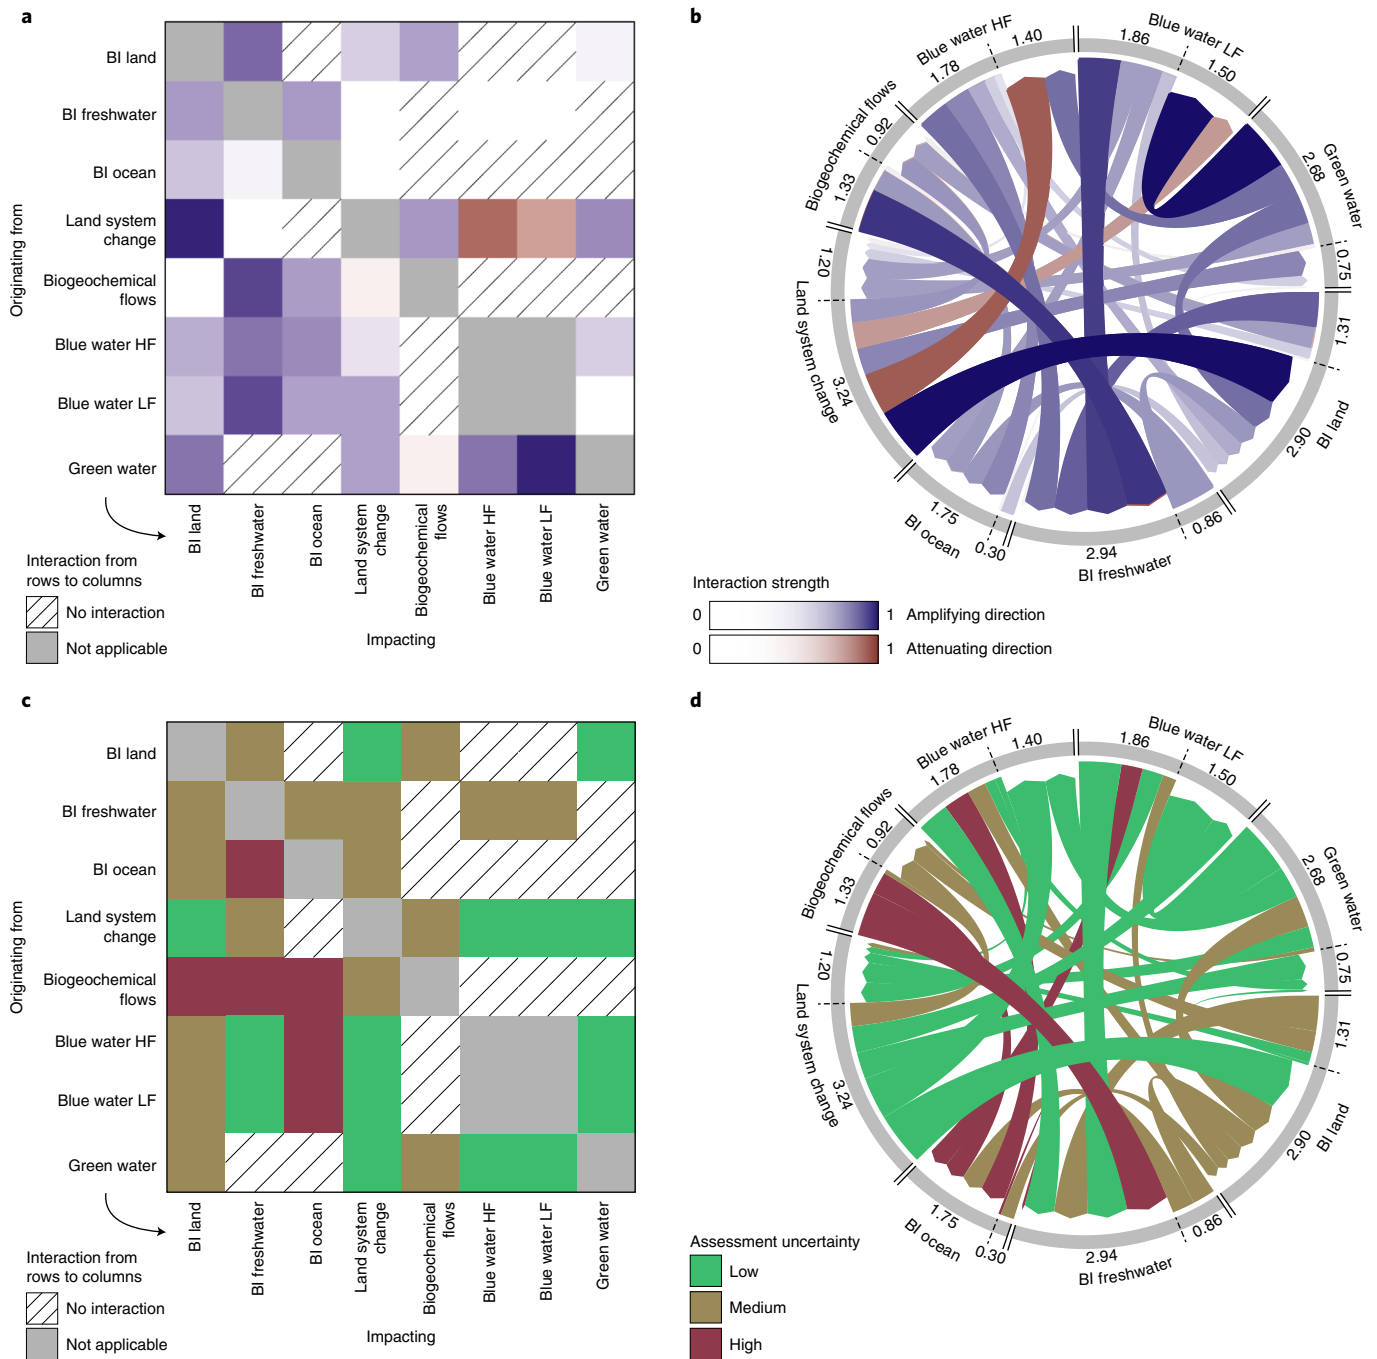 a
BI land
BI freshwater
BI ocean
Land system
change
Biogeochemical
flows
Blue water HF
Blue water LF
Green water
Originating from
BI land
BI freshwater
BI ocean
Land system
change
Biogeochemical
flows
Blue water HF
Blue water LF
Green water
Impacting
Interaction from
rows to columns
No interaction
Not applicable
b
Blue water HF
1.78
1.40
Blue water LF
1.86
1.50
Green water
2.68
0.75
BI land
1.31
2.90
BI freshwater
0.86
2.94
BI ocean
0.30
1.75
Land system change
3.24
1.20
Biogeochemical flows
1.33
0.92
Interaction strength
0 1 Amplifying direction
0 1 Attenuating direction
c
BI land
BI freshwater
BI ocean
Land system
change
Biogeochemical
flows
Blue water HF
Blue water LF
Green water
Originating from
BI land
BI freshwater
BI ocean
Land system
change
Biogeochemical
flows
Blue water HF
Blue water LF
Green water
Impacting
Interaction from
rows to columns
No interaction
Not applicable
d
Blue water HF
1.78
1.40
Blue water LF
1.86
1.50
Green water
2.68
0.75
BI land
1.31
2.90
BI freshwater
0.86
2.94
BI ocean
0.30
1.75
Land system change
3.24
1.20
Biogeochemical flows
1.33
0.92
Assessment uncertainty
Low
Medium
High